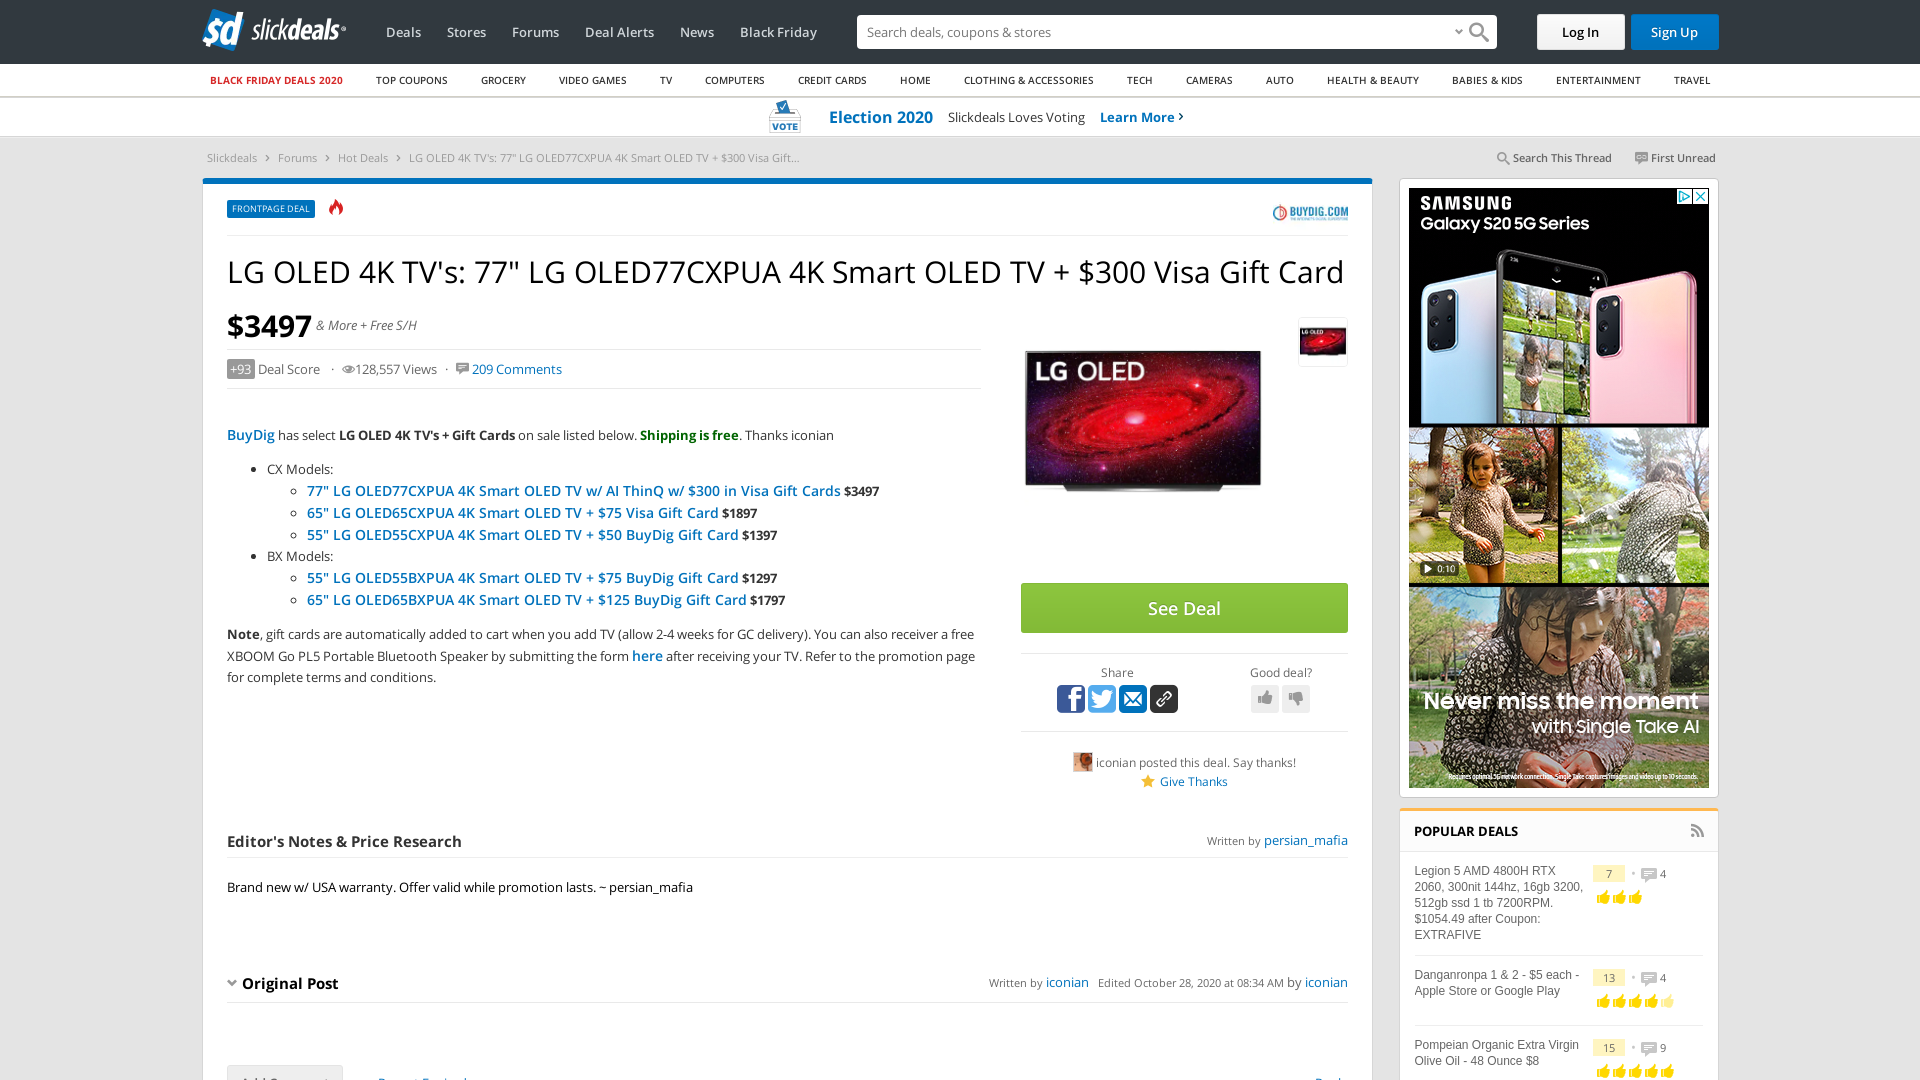 slickdeals
Deals
Stores
Forums
Deal Alerts
News
Black Friday
Search deals, coupons & shares
Log In
Sign Up
BLACK FRIDAY DEALS 2020
TOP COUPONS
GROCERY
VIDEO GAMES
TV
COMPUTERS
CREDIT CARDS
HOME
CLOTHING & ACCESSORIES
TECH
CAMERAS
AUTO
HEALTH & BEAUTY
BABIES & KIDS
ENTERTAINMENT
TRAVEL
VOTE
Election 2020 Slickdeals Loves Voting Learn More
Slickdeals > Forums > Hot Deals > LG OLED 4K TV's: 77" LG OLED77CXPUA 4K Smart OLED TV + $300 Visa Gift...
Search This Thread
First Unread
FRONTPAGE DEAL
BUYDIG.COM
LG OLED 4K TV's: 77" LG OLED77CXPUA 4K Smart OLED TV + $300 Visa Gift Card
$3497 & More + Free S/H
+93 Deal Score · 128,557 Views · 209 Comments
BuyDig has select LG OLED 4K TV's + Gift Cards on sale listed below. Shipping is free. Thanks iconian
CX Models:
77" LG OLED77CXPUA 4K Smart OLED TV w/ AI ThinQ w/ $300 in Visa Gift Cards $3497
65" LG OLED65CXPUA 4K Smart OLED TV + $75 Visa Gift Card $1897
55" LG OLED55CXPUA 4K Smart OLED TV + $50 BuyDig Gift Card $1397
BX Models:
55" LG OLED55BXPUA 4K Smart OLED TV + $75 BuyDig Gift Card $1297
65" LG OLED65BXPUA 4K Smart OLED TV + $125 BuyDig Gift Card $1797
Note, gift cards are automatically added to cart when you add TV (allow 2-4 weeks for GC delivery). You can also receiver a free
XBOOM Go PL5 Portable Bluetooth Speaker by submitting the form here after receiving your TV. Refer to the promotion page
for complete terms and conditions.
LG OLED
LG OLED
See Deal
Share
Good deal?
iconian posted this deal. Say thanks!
Give Thanks
Editor's Notes & Price Research
Written by persian_mafia
Brand new w/ USA warranty. Offer valid while promotion lasts. ~ persian_mafia
Original Post
Written by iconian Edited October 28, 2020 at 08:34 AM by iconian
SAMSUNG
Galaxy S20 5G Series
0:10
Never miss the moment
with Single Take AI
Requires optimal 5G network connection. Single Take captures images and video up to 10 seconds.
POPULAR DEALS
Legion 5 AMD 4800H RTX
2060, 300nit 144hz, 16gb 3200,
512gb ssd 1 tb 7200RPM.
$1054.49 after Coupon:
EXTRAFIVE
7 · 4
Danganronpa 1 & 2 - $5 each -
Apple Store or Google Play
13 · 4
Pompeian Organic Extra Virgin
Olive Oil - 48 Ounce $8
15 · 9